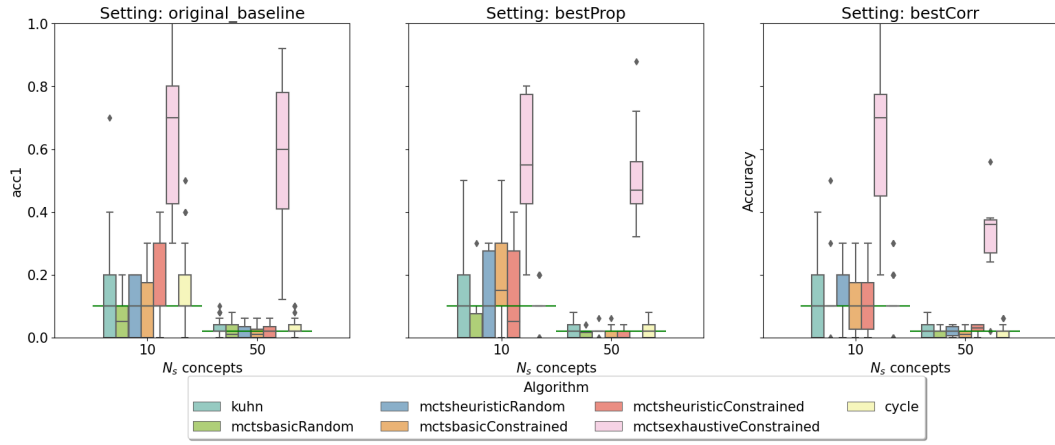 Setting: original_baseline
Setting: bestProp
Setting: bestCorr
1.0
0.8
0.6
0.4
0.2
0.0
acc1
Accuracy
10 50
10 50
10 50
N_s concepts
N_s concepts
N_s concepts
Algorithm
kuhn mctsheuristicRandom mctsheuristicConstrained cycle
mctsbasicRandom mctsbasicConstrained mctsexhaustiveConstrained